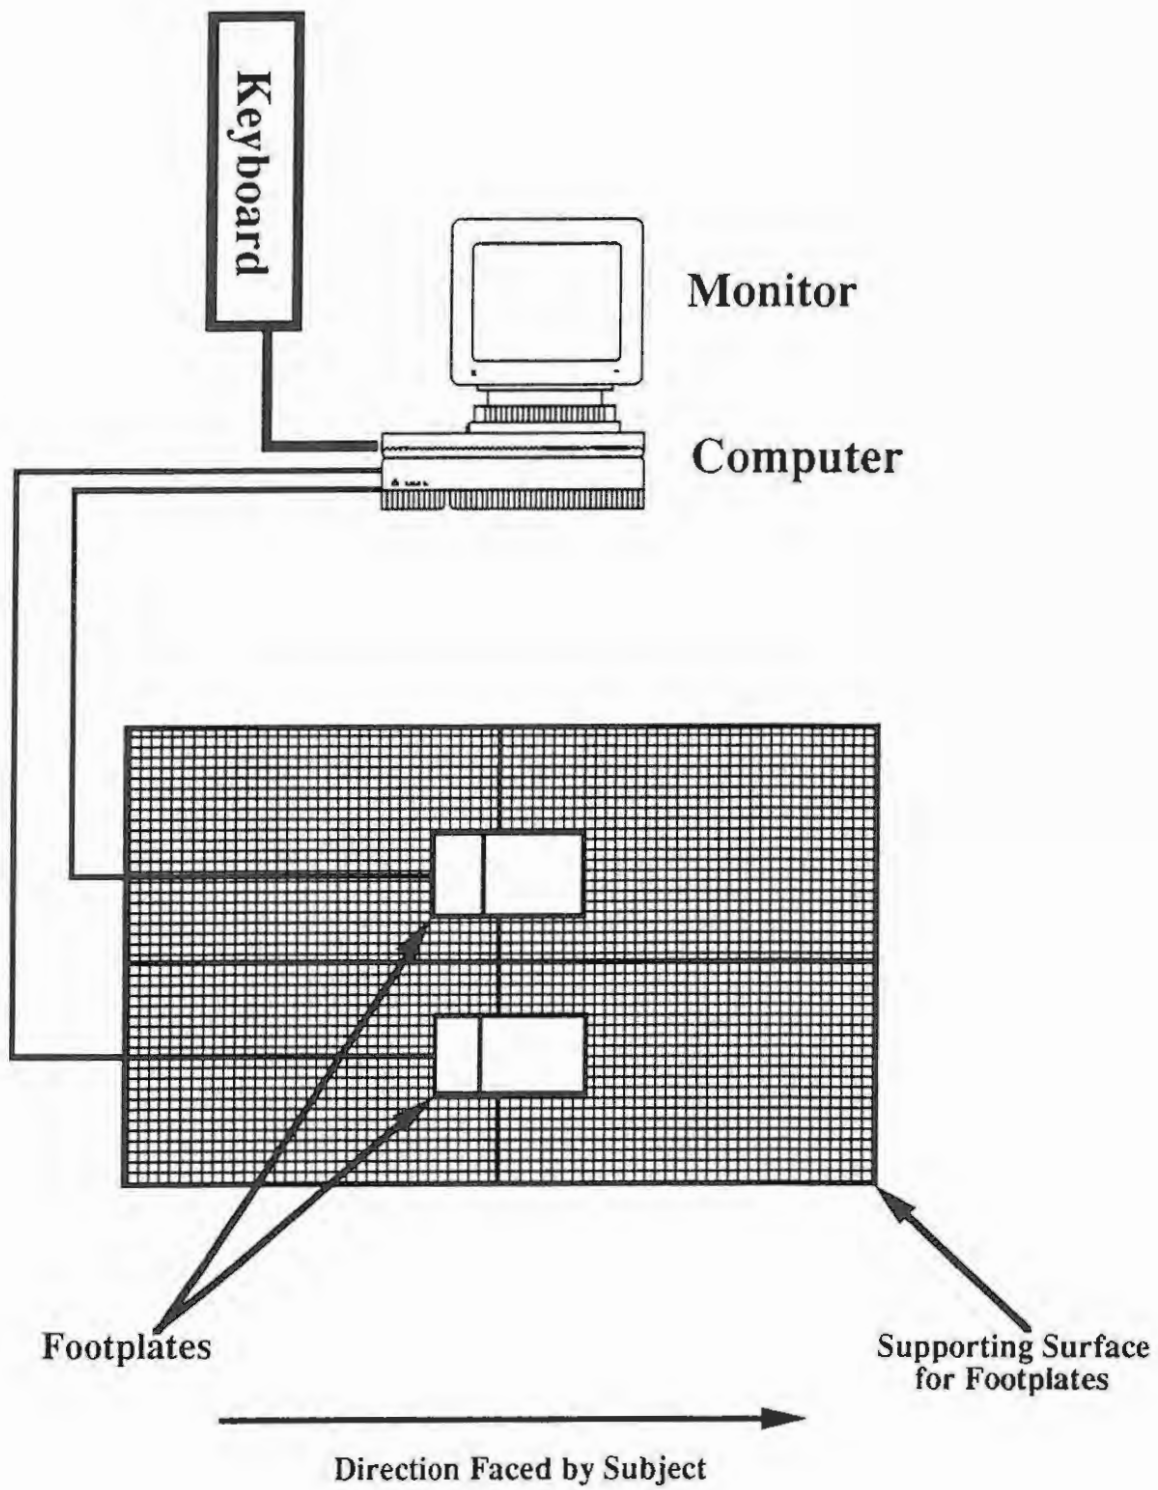 Keyboard
Monitor
Computer
Footplates
Supporting Surface
for Footplates
Direction Faced by Subject